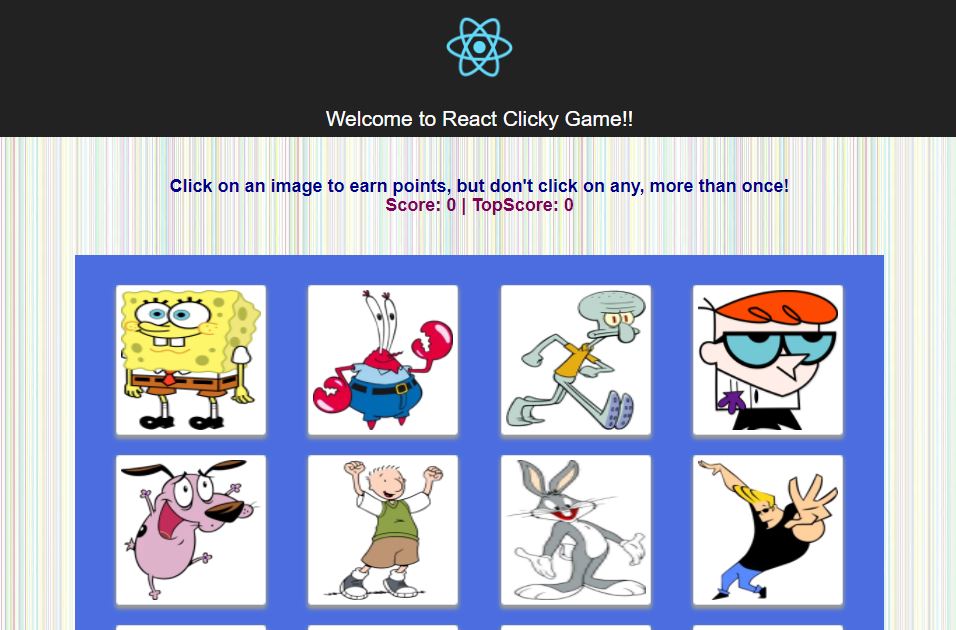 Welcome to React Clicky Game!!
Click on an image to earn points, but don't click on any, more than once!
Score: 0 | TopScore: 0